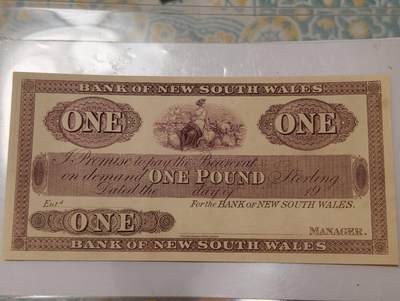 BANK OF NEW SOUTH WALES
ONE ONE
I Promise to pay the Bearer at
on demand ONE POUND Sterling
Dated the day of 19
Ent.d For the BANK OF NEW SOUTH WALES.
ONE
MANAGER.
BANK OF NEW SOUTH WALES